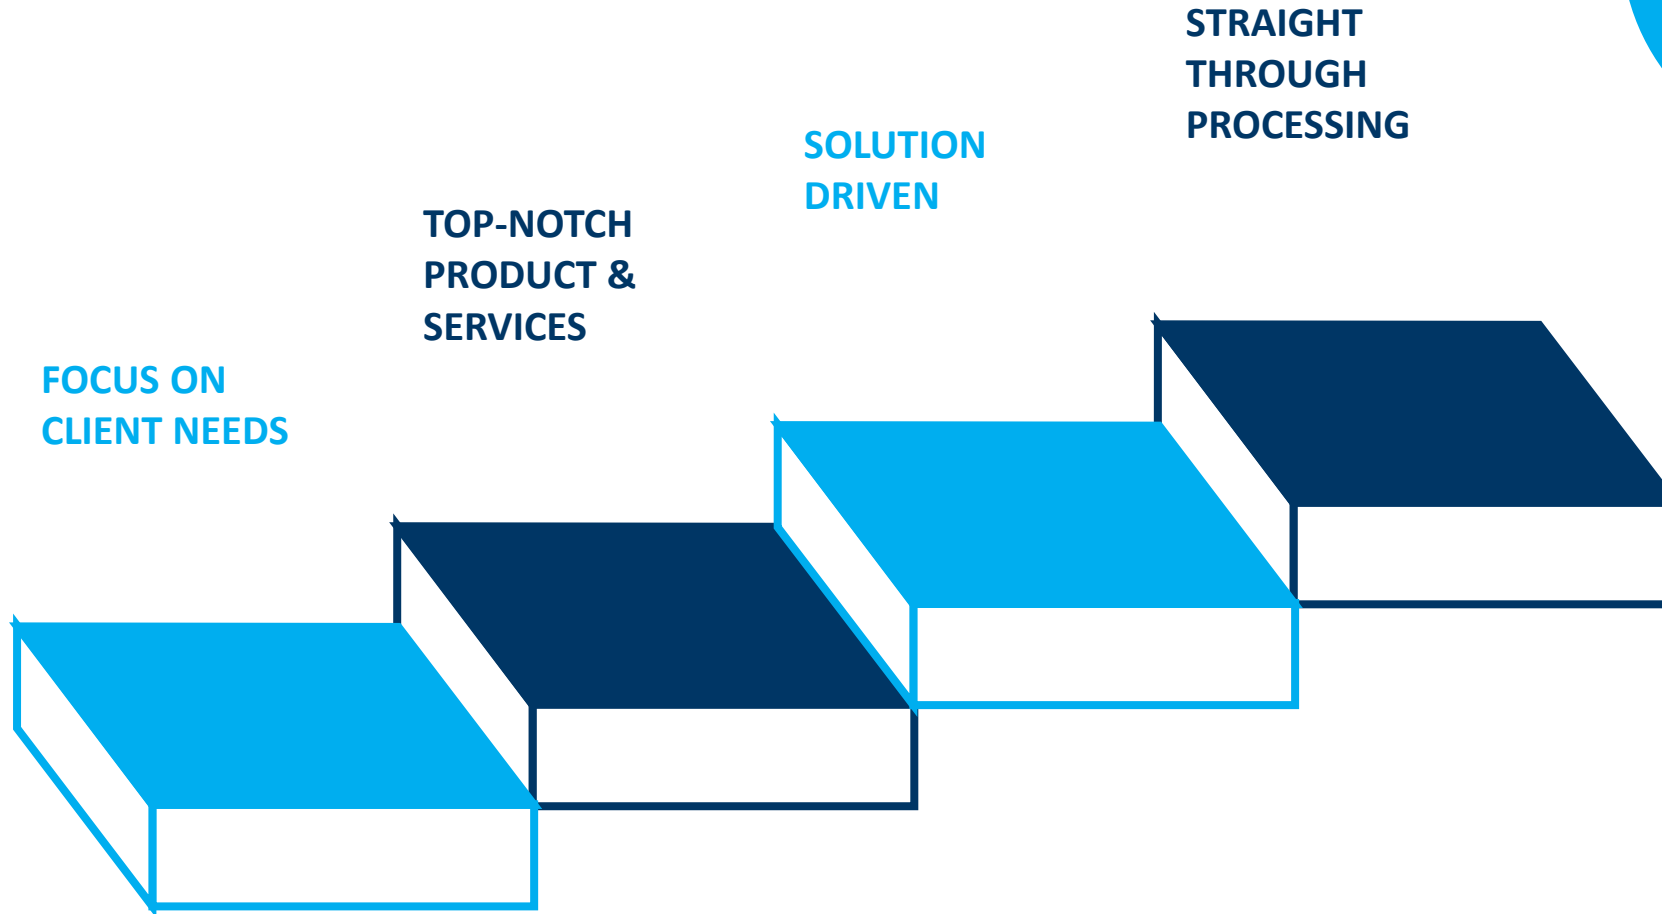 FOCUS ON
CLIENT NEEDS
TOP-NOTCH
PRODUCT &
SERVICES
SOLUTION
DRIVEN
STRAIGHT
THROUGH
PROCESSING